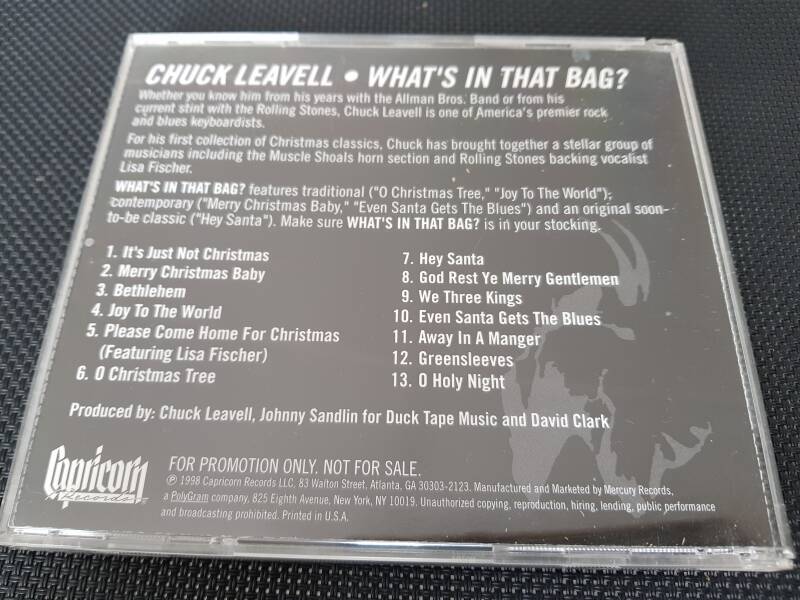 CHUCK LEAVELL • WHAT'S IN THAT BAG?
Whether you know him from his years with the Allman Bros. Band or from his
current stint with the Rolling Stones, Chuck Leavell is one of America's premier rock
and blues keyboardists.
For his first collection of Christmas classics, Chuck has brought together a stellar group of
musicians including the Muscle Shoals horn section and Rolling Stones backing vocalist
Lisa Fischer.
WHAT'S IN THAT BAG? features traditional ("O Christmas Tree," "Joy To The World");
contemporary ("Merry Christmas Baby," "Even Santa Gets The Blues") and an original soon-
to-be classic ("Hey Santa"). Make sure WHAT'S IN THAT BAG? is in your stocking.
1. It's Just Not Christmas
2. Merry Christmas Baby
3. Bethlehem
4. Joy To The World
5. Please Come Home For Christmas
(Featuring Lisa Fischer)
6. O Christmas Tree
7. Hey Santa
8. God Rest Ye Merry Gentlemen
9. We Three Kings
10. Even Santa Gets The Blues
11. Away In A Manger
12. Greensleeves
13. O Holy Night
Produced by: Chuck Leavell, Johnny Sandlin for Duck Tape Music and David Clark
Capricorn
Records
FOR PROMOTION ONLY. NOT FOR SALE.
℗ 1998 Capricorn Records LLC, 83 Walton Street, Atlanta, GA 30303-2123. Manufactured and Marketed by Mercury Records,
a PolyGram company, 825 Eighth Avenue, New York, NY 10019. Unauthorized copying, reproduction, hiring, lending, public performance
and broadcasting prohibited. Printed in U.S.A.